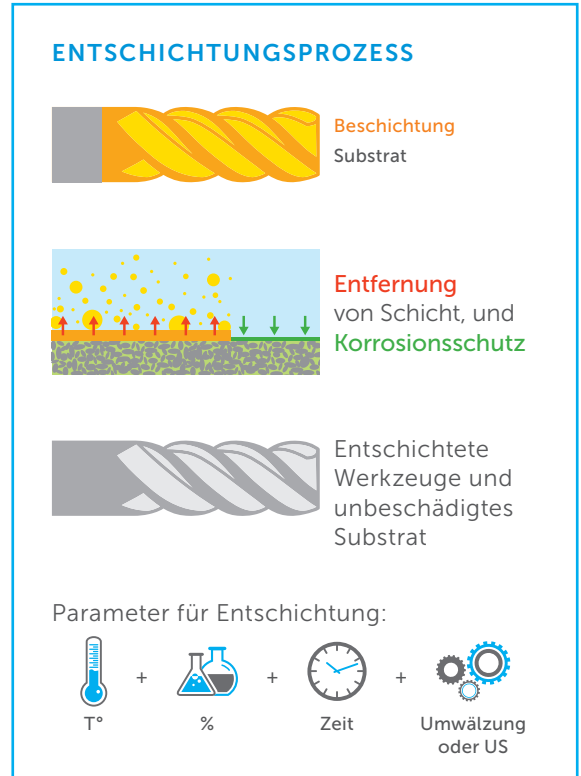 ENTSCHICHTUNGSPROZESS
Beschichtung
Substrat
Entfernung
von Schicht, und
Korrosionsschutz
Entschichtete
Werkzeuge und
unbeschädigtes
Substrat
Parameter für Entschichtung:
+ + +
T° % Zeit Umwälzung
oder US